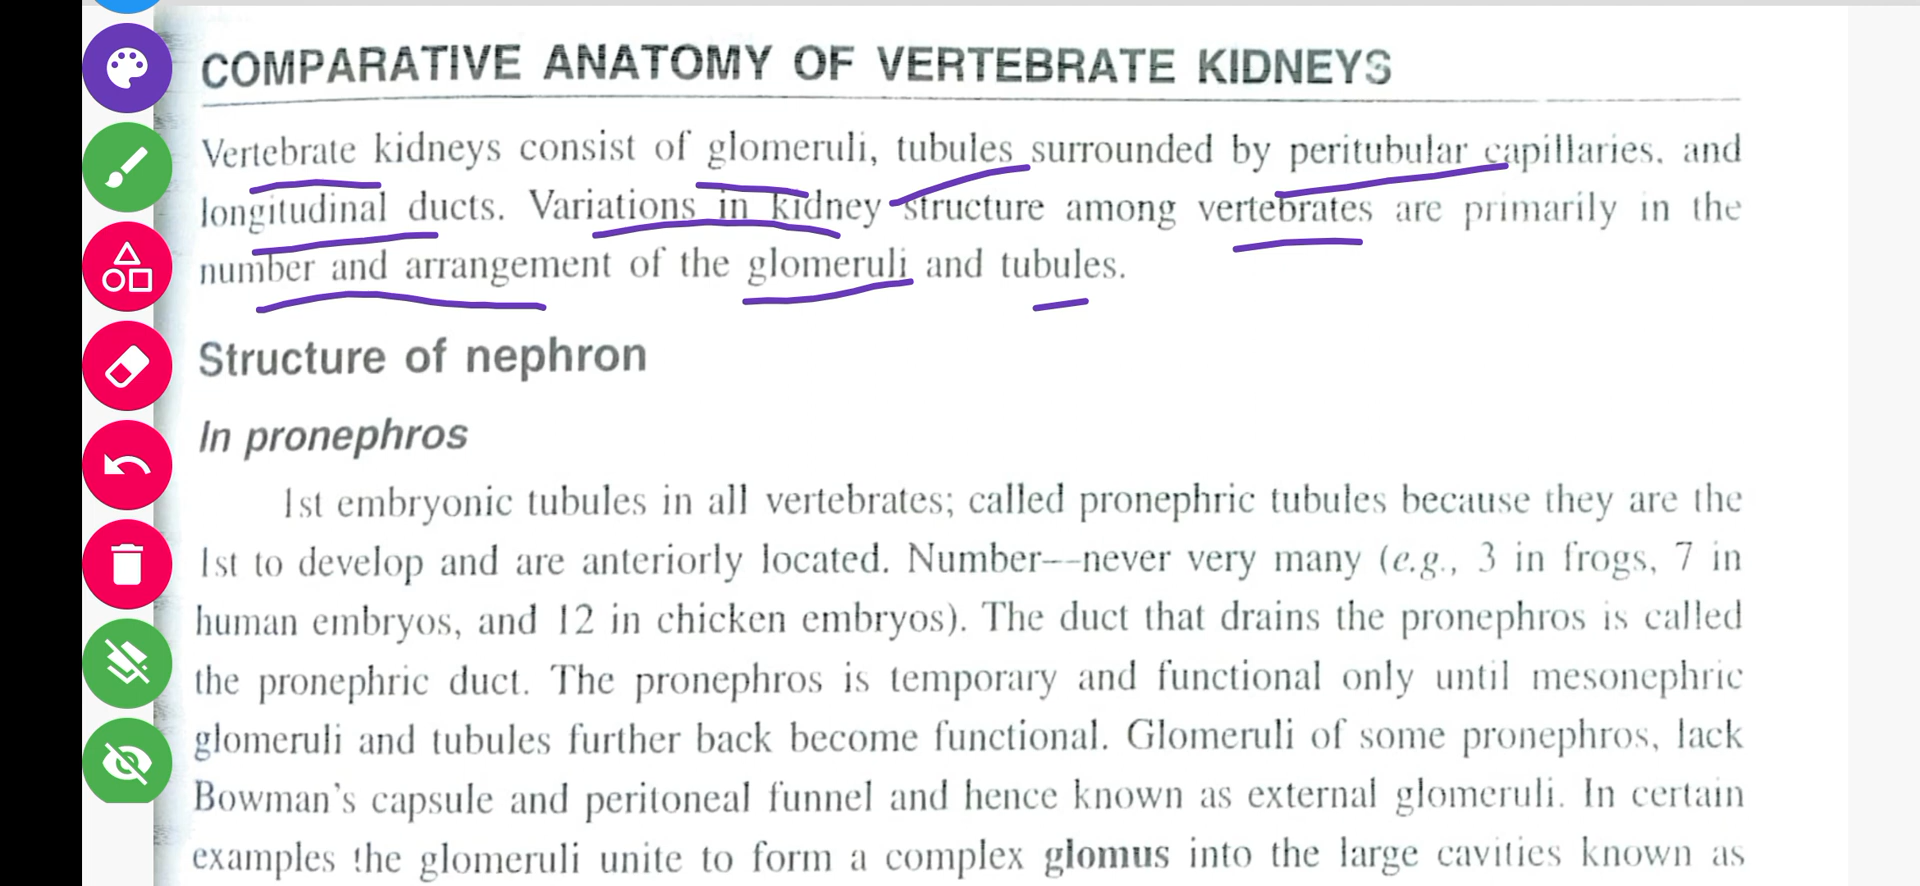 COMPARATIVE ANATOMY OF VERTEBRATE KIDNEYS
Vertebrate kidneys consist of glomeruli, tubules surrounded by peritubular capillaries, and
longitudinal ducts. Variations in kidney structure among vertebrates are primarily in the
number and arrangement of the glomeruli and tubules.
Structure of nephron
In pronephros
1st embryonic tubules in all vertebrates; called pronephric tubules because they are the
1st to develop and are anteriorly located. Number—never very many (e.g., 3 in frogs, 7 in
human embryos, and 12 in chicken embryos). The duct that drains the pronephros is called
the pronephric duct. The pronephros is temporary and functional only until mesonephric
glomeruli and tubules further back become functional. Glomeruli of some pronephros, lack
Bowman's capsule and peritoneal funnel and hence known as external glomeruli. In certain
examples the glomeruli unite to form a complex glomus into the large cavities known as